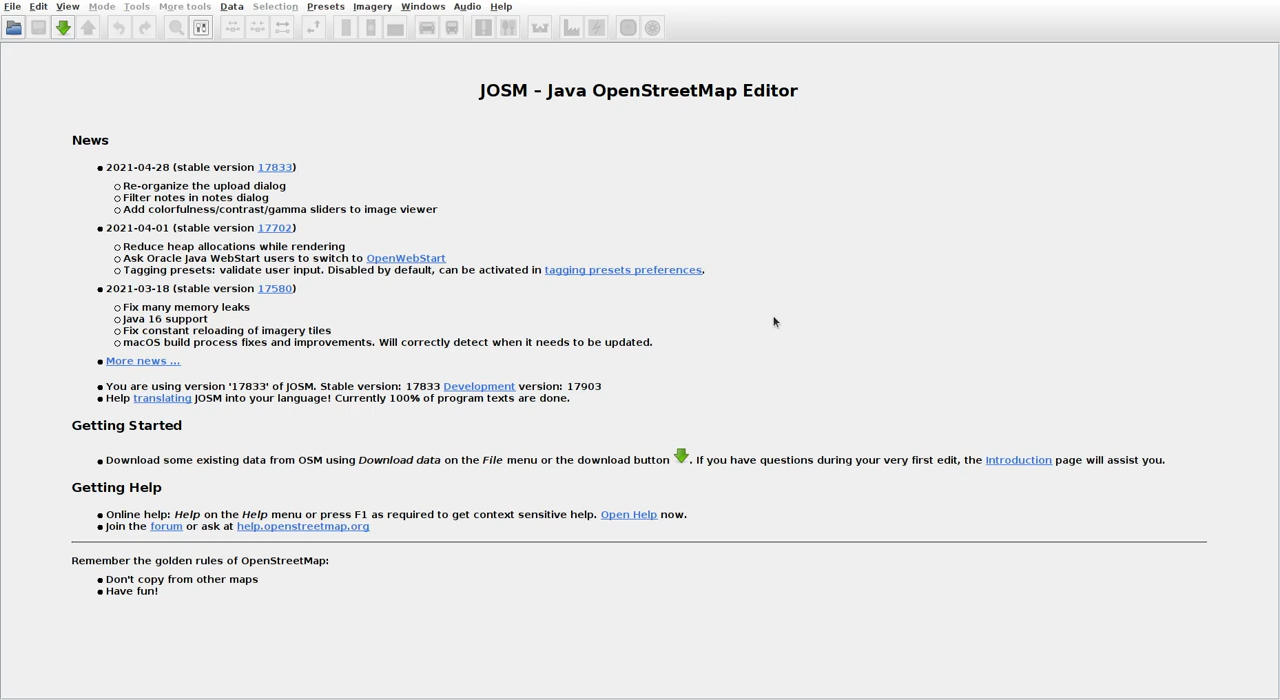 File Edit View Mode Tools More tools Data Selection Presets Imagery Windows Audio Help
JOSM – Java OpenStreetMap Editor
News
2021-04-28 (stable version 17833)
Re-organize the upload dialog
Filter notes in notes dialog
Add colorfulness/contrast/gamma sliders to image viewer
2021-04-01 (stable version 17702)
Reduce heap allocations while rendering
Ask Oracle Java WebStart users to switch to OpenWebStart
Tagging presets: validate user input. Disabled by default, can be activated in tagging presets preferences.
2021-03-18 (stable version 17580)
Fix many memory leaks
Java 16 support
Fix constant reloading of imagery tiles
macOS build process fixes and improvements. Will correctly detect when it needs to be updated.
More news ...
You are using version '17833' of JOSM. Stable version: 17833 Development version: 17903
Help translating JOSM into your language! Currently 100% of program texts are done.
Getting Started
Download some existing data from OSM using Download data on the File menu or the download button . If you have questions during your very first edit, the Introduction page will assist you.
Getting Help
Online help: Help on the Help menu or press F1 as required to get context sensitive help. Open Help now.
Join the forum or ask at help.openstreetmap.org
Remember the golden rules of OpenStreetMap:
Don't copy from other maps
Have fun!